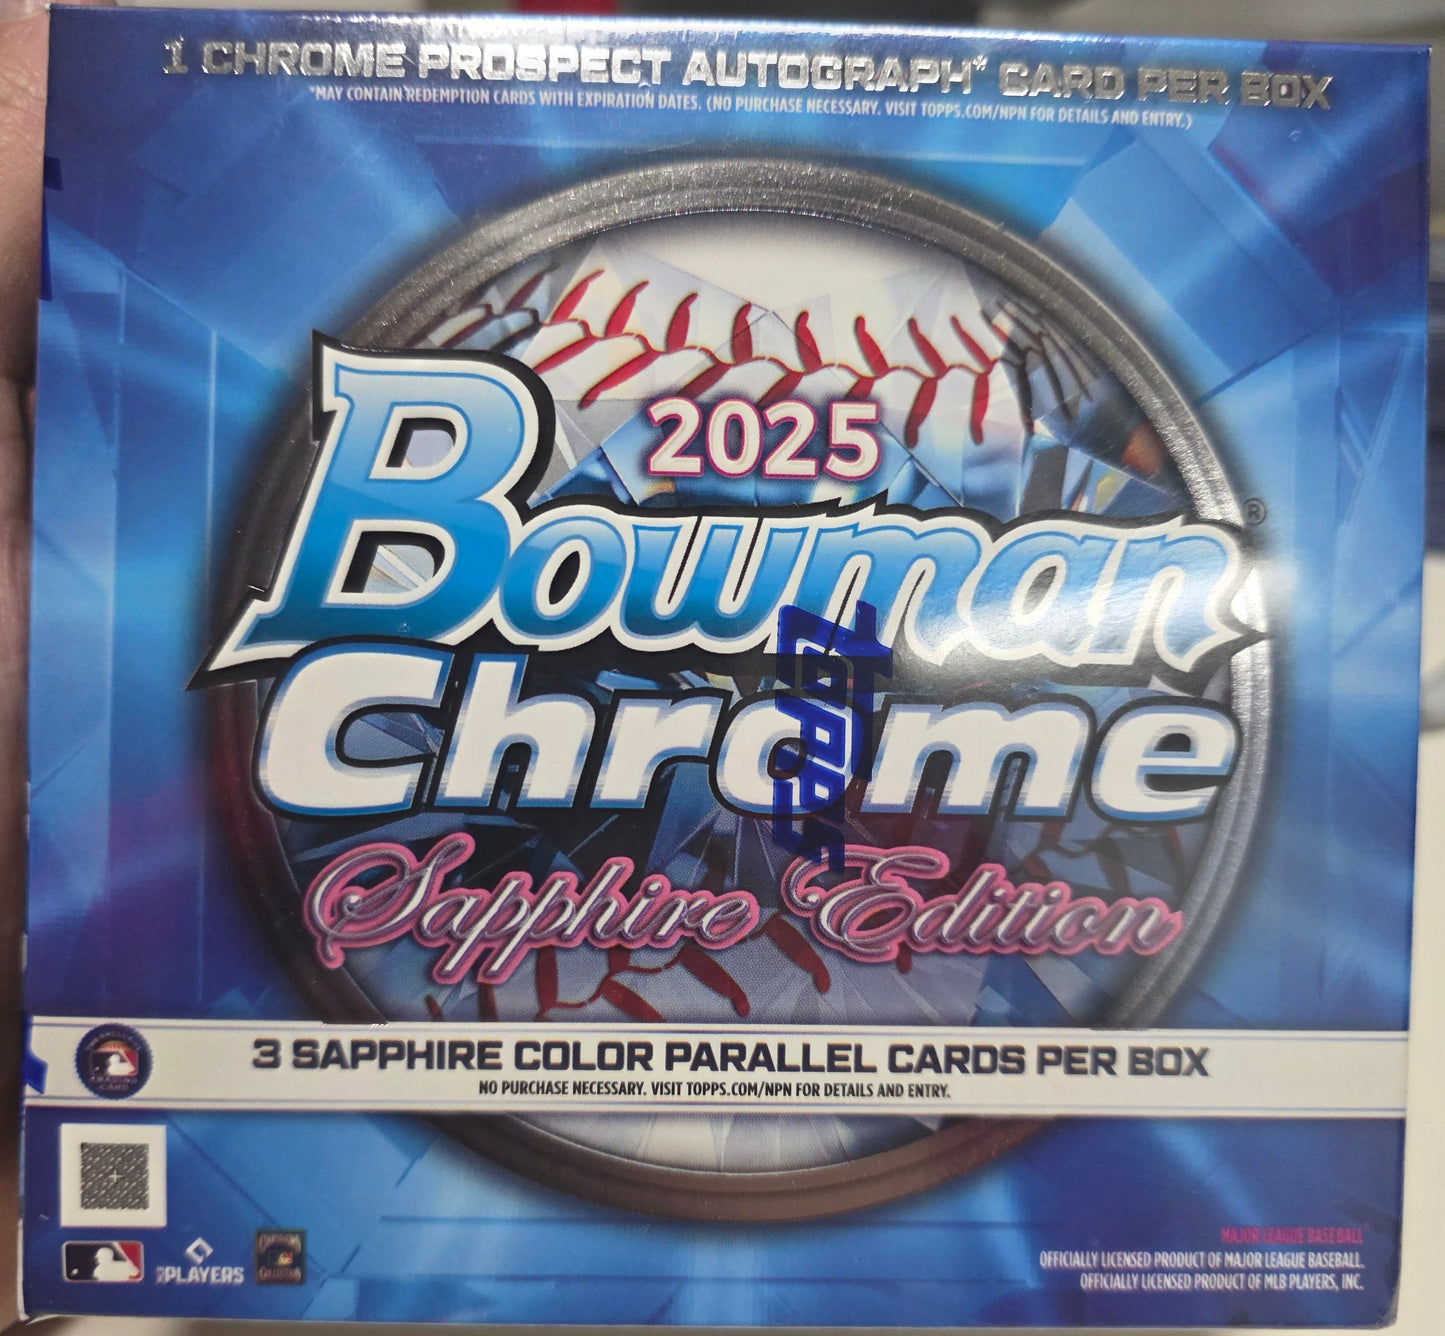 1 CHROME PROSPECT AUTOGRAPH* CARD PER BOX
*MAY CONTAIN REDEMPTION CARDS WITH EXPIRATION DATES. (NO PURCHASE NECESSARY. VISIT TOPPS.COM/NPN FOR DETAILS AND ENTRY.)
2025
Bowman®
Chrome
topps
Sapphire Edition
3 SAPPHIRE COLOR PARALLEL CARDS PER BOX
NO PURCHASE NECESSARY. VISIT TOPPS.COM/NPN FOR DETAILS AND ENTRY.
PLAYERS
MAJOR LEAGUE BASEBALL
OFFICIALLY LICENSED PRODUCT OF MAJOR LEAGUE BASEBALL.
OFFICIALLY LICENSED PRODUCT OF MLB PLAYERS, INC.